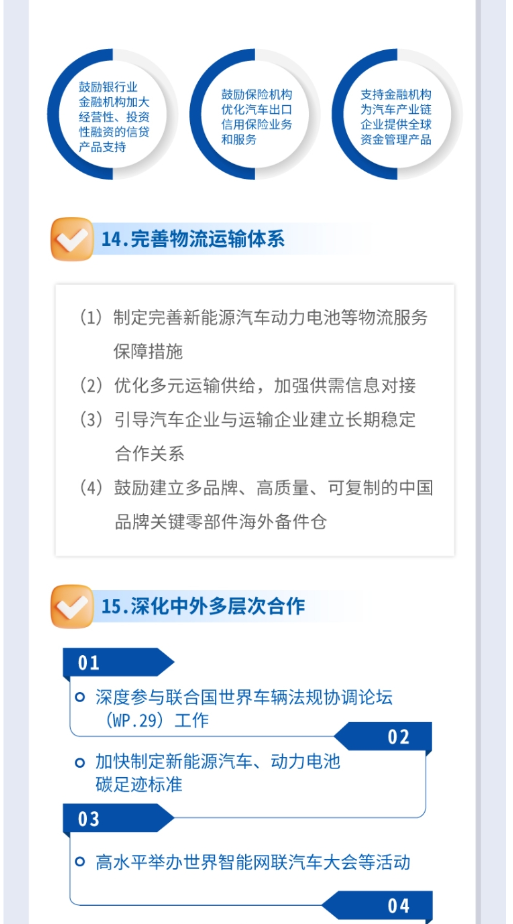 鼓励银行业
金融机构加大
经营性、投资
性融资的信贷
产品支持
鼓励保险机构
优化汽车出口
信用保险业务
和服务
支持金融机构
为汽车产业链
企业提供全球
资金管理产品
14.完善物流运输体系
（1）制定完善新能源汽车动力电池等物流服务
保障措施
（2）优化多元运输供给，加强供需信息对接
（3）引导汽车企业与运输企业建立长期稳定
合作关系
（4）鼓励建立多品牌、高质量、可复制的中国
品牌关键零部件海外备件仓
15.深化中外多层次合作
01
深度参与联合国世界车辆法规协调论坛
（WP.29）工作
02
加快制定新能源汽车、动力电池
碳足迹标准
03
高水平举办世界智能网联汽车大会等活动
04